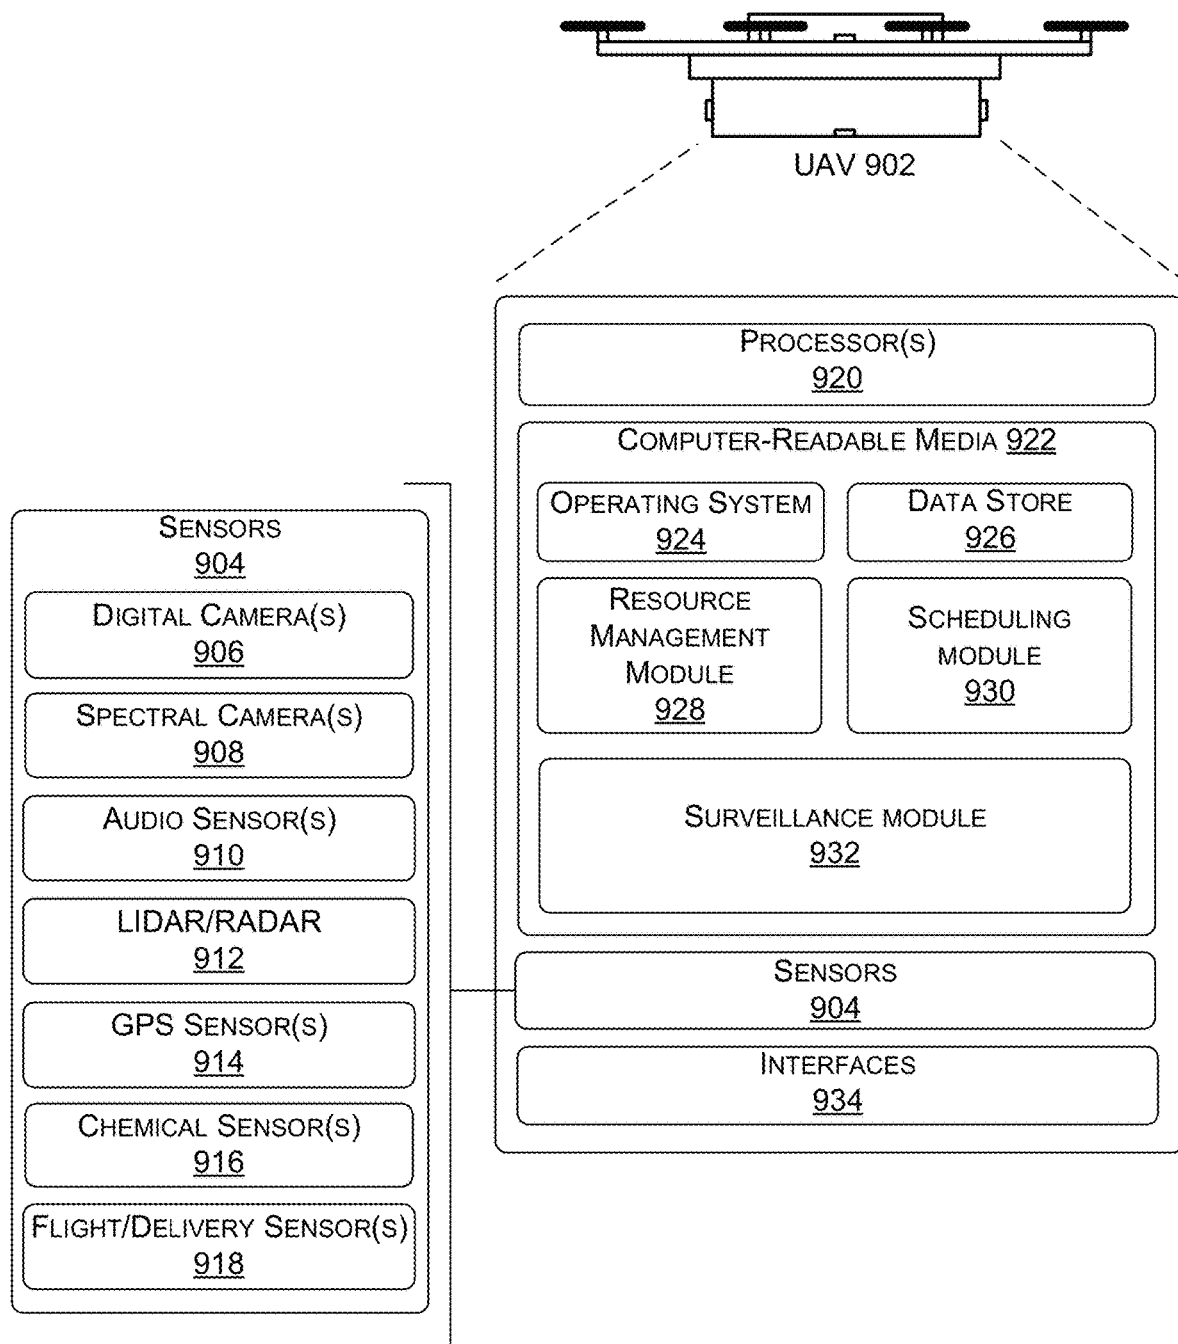 UAV 902
PROCESSOR(S)
920
COMPUTER-READABLE MEDIA 922
OPERATING SYSTEM
924
DATA STORE
926
RESOURCE
MANAGEMENT
MODULE
928
SCHEDULING
MODULE
930
SURVEILLANCE MODULE
932
SENSORS
904
INTERFACES
934
SENSORS
904
DIGITAL CAMERA(S)
906
SPECTRAL CAMERA(S)
908
AUDIO SENSOR(S)
910
LIDAR/RADAR
912
GPS SENSOR(S)
914
CHEMICAL SENSOR(S)
916
FLIGHT/DELIVERY SENSOR(S)
918